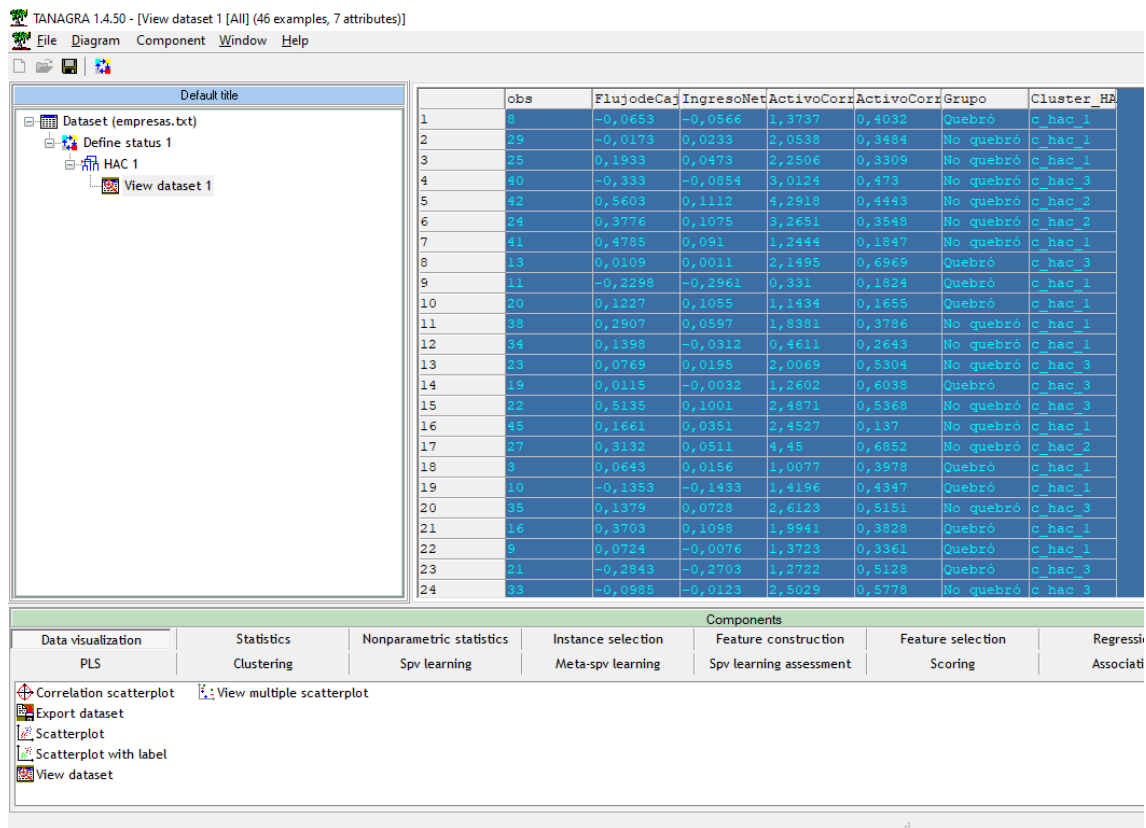 TANAGRA 1.4.50 - [View dataset 1 [All] (46 examples, 7 attributes)]
File Diagram Component Window Help
Default title
Dataset (empresas.txt)
Define status 1
HAC 1
View dataset 1
obs FlujodeCaj IngresoNet ActivoCorr ActivoCorr Grupo Cluster_HA
1 8 -0,0653 -0,0566 1,3737 0,4032 Quebró c_hac_1
2 29 -0,0173 0,0233 2,0538 0,3484 No quebró c_hac_1
3 25 0,1933 0,0473 2,2506 0,3309 No quebró c_hac_1
4 40 -0,333 -0,0854 3,0124 0,473 No quebró c_hac_3
5 42 0,5603 0,1112 4,2918 0,4443 No quebró c_hac_2
6 24 0,3776 0,1075 3,2651 0,3548 No quebró c_hac_2
7 41 0,4785 0,091 1,2444 0,1847 No quebró c_hac_1
8 13 0,0109 0,0011 2,1495 0,6969 Quebró c_hac_3
9 11 -0,2298 -0,2961 0,331 0,1824 Quebró c_hac_1
10 20 0,1227 0,1055 1,1434 0,1655 Quebró c_hac_1
11 38 0,2907 0,0597 1,8381 0,3786 No quebró c_hac_1
12 34 0,1398 -0,0312 0,4611 0,2643 No quebró c_hac_1
13 23 0,0769 0,0195 2,0069 0,5304 No quebró c_hac_3
14 19 0,0115 -0,0032 1,2602 0,6038 Quebró c_hac_3
15 22 0,5135 0,1001 2,4871 0,5368 No quebró c_hac_3
16 45 0,1661 0,0351 2,4527 0,137 No quebró c_hac_1
17 27 0,3132 0,0511 4,45 0,6852 No quebró c_hac_2
18 3 0,0643 0,0156 1,0077 0,3978 Quebró c_hac_1
19 10 -0,1353 -0,1433 1,4196 0,4347 Quebró c_hac_1
20 35 0,1379 0,0728 2,6123 0,5151 No quebró c_hac_3
21 16 0,3703 0,1098 1,9941 0,3828 Quebró c_hac_1
22 9 0,0724 -0,0076 1,3723 0,3361 Quebró c_hac_1
23 21 -0,2843 -0,2703 1,2722 0,5128 Quebró c_hac_3
24 33 -0,0985 -0,0123 2,5029 0,5778 No quebró c_hac_3
Components
Data visualization Statistics Nonparametric statistics Instance selection Feature construction Feature selection Regressi
PLS Clustering Spv learning Meta-spv learning Spv learning assessment Scoring Associati
Correlation scatterplot View multiple scatterplot
Export dataset
Scatterplot
Scatterplot with label
View dataset